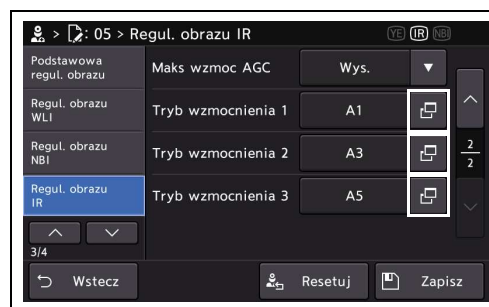 > : 05 > Regul. obrazu IR
YE IR NBI
Podstawowa
regul. obrazu
Regul. obrazu
WLI
Regul. obrazu
NBI
Regul. obrazu
IR
3/4
Maks wzmoc AGC Wys.
Tryb wzmocnienia 1 A1
Tryb wzmocnienia 2 A3
Tryb wzmocnienia 3 A5
2
2
Wstecz Resetuj Zapisz